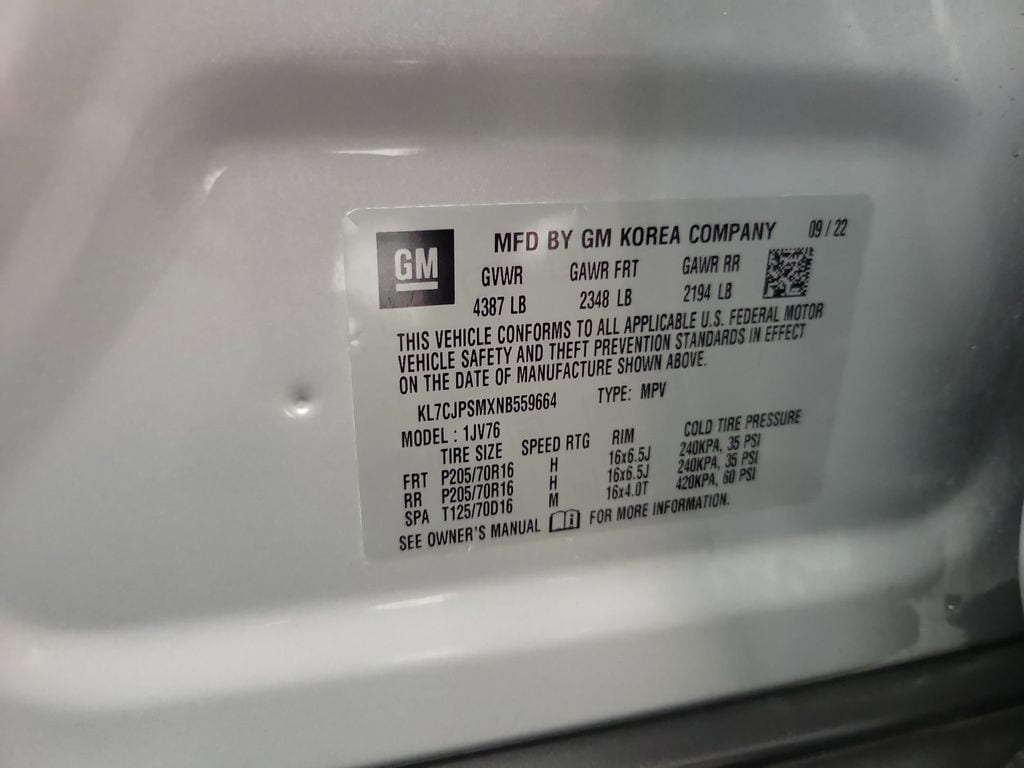 GM
MFD BY GM KOREA COMPANY 09 / 22
GVWR GAWR FRT GAWR RR
4387 LB 2348 LB 2194 LB
THIS VEHICLE CONFORMS TO ALL APPLICABLE U.S. FEDERAL MOTOR
VEHICLE SAFETY AND THEFT PREVENTION STANDARDS IN EFFECT
ON THE DATE OF MANUFACTURE SHOWN ABOVE.
KL7CJPSMXNB559664 TYPE: MPV
MODEL : 1JV76
TIRE SIZE SPEED RTG RIM COLD TIRE PRESSURE
FRT P205/70R16 H 16x6.5J 240KPA, 35 PSI
RR P205/70R16 H 16x6.5J 240KPA, 35 PSI
SPA T125/70D16 M 16x4.0T 420KPA, 60 PSI
SEE OWNER'S MANUAL FOR MORE INFORMATION.